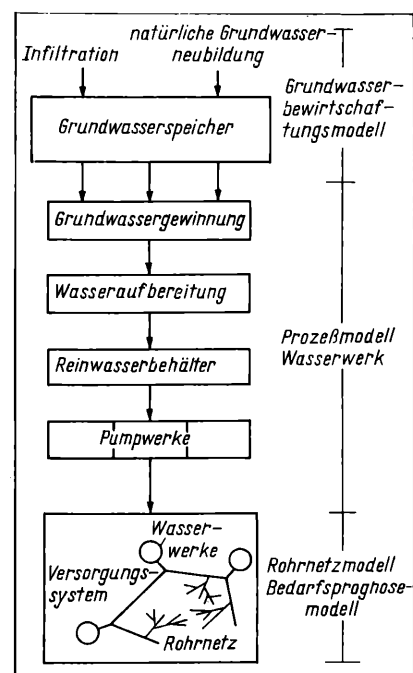 natürliche Grundwasser-
neubildung
Infiltration
Grundwasser-
bewirtschaf-
tungsmodell
Grundwasserspeicher
Grundwassergewinnung
Wasseraufbereitung
Reinwasserbehälter
Prozeßmodell
Wasserwerk
Pumpwerke
Wasser-
werke
Versorgungs-
system
Rohrnetz
Rohrnetzmodell
Bedarfsprognose-
modell